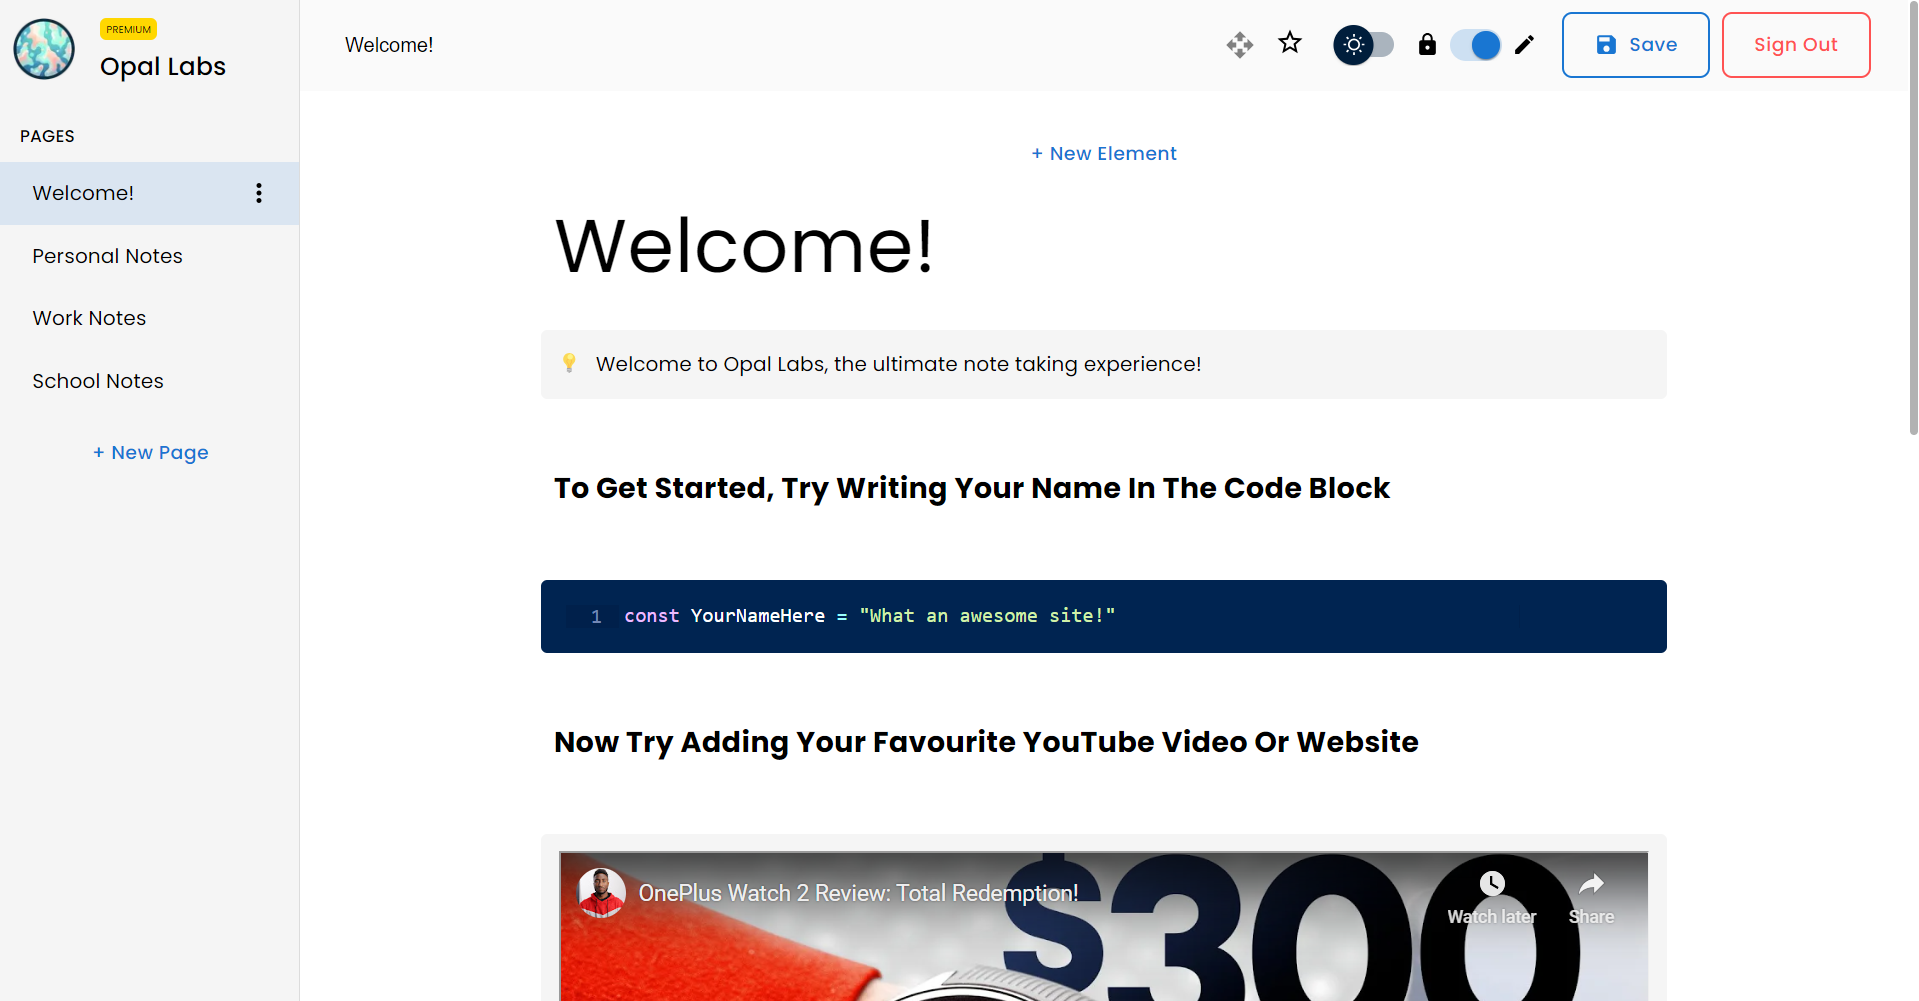 PREMIUM
Opal Labs
PAGES
Welcome!
Personal Notes
Work Notes
School Notes
+ New Page
Welcome!
Save
Sign Out
+ New Element
Welcome!
Welcome to Opal Labs, the ultimate note taking experience!
To Get Started, Try Writing Your Name In The Code Block
1 const YourNameHere = "What an awesome site!"
Now Try Adding Your Favourite YouTube Video Or Website
OnePlus Watch 2 Review: Total Redemption!
Watch later
Share
$300